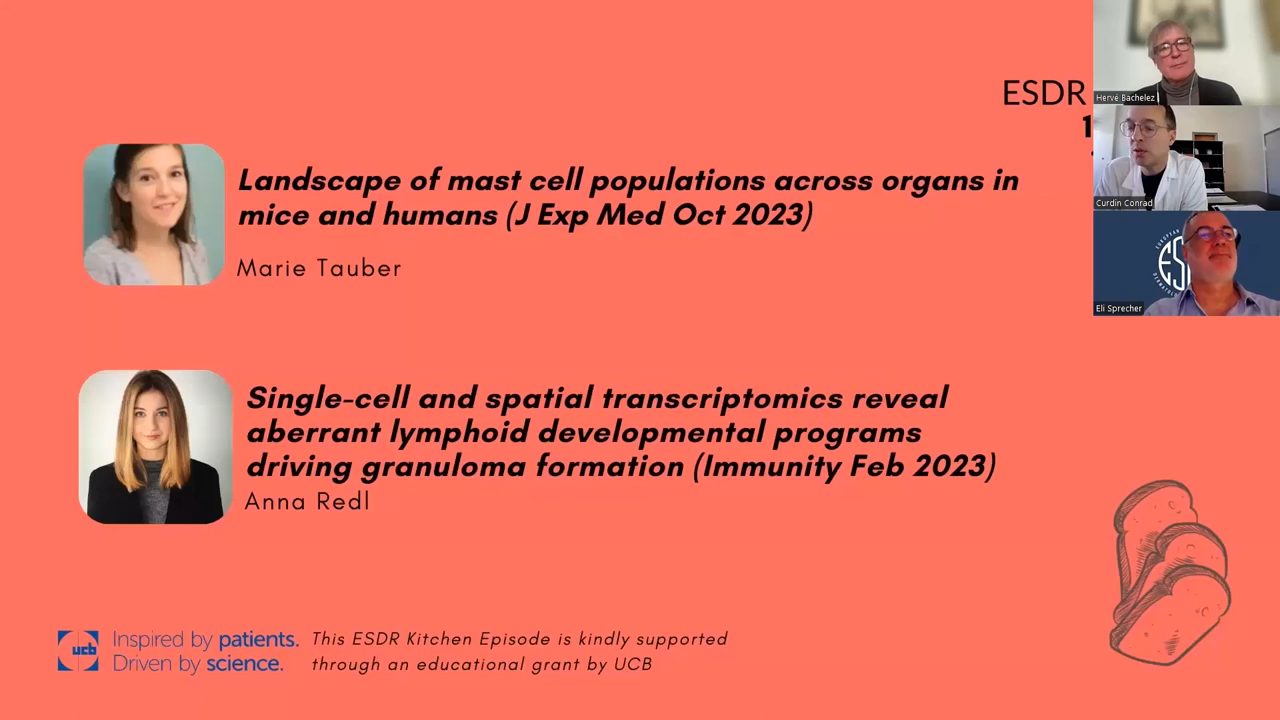 ESDR
Hervé Bachelez
Landscape of mast cell populations across organs in
mice and humans (J Exp Med Oct 2023)
Marie Tauber
Curdin Conrad
Eli Sprecher
Single-cell and spatial transcriptomics reveal
aberrant lymphoid developmental programs
driving granuloma formation (Immunity Feb 2023)
Anna Redl
ucb
Inspired by patients.
Driven by science.
This ESDR Kitchen Episode is kindly supported
through an educational grant by UCB